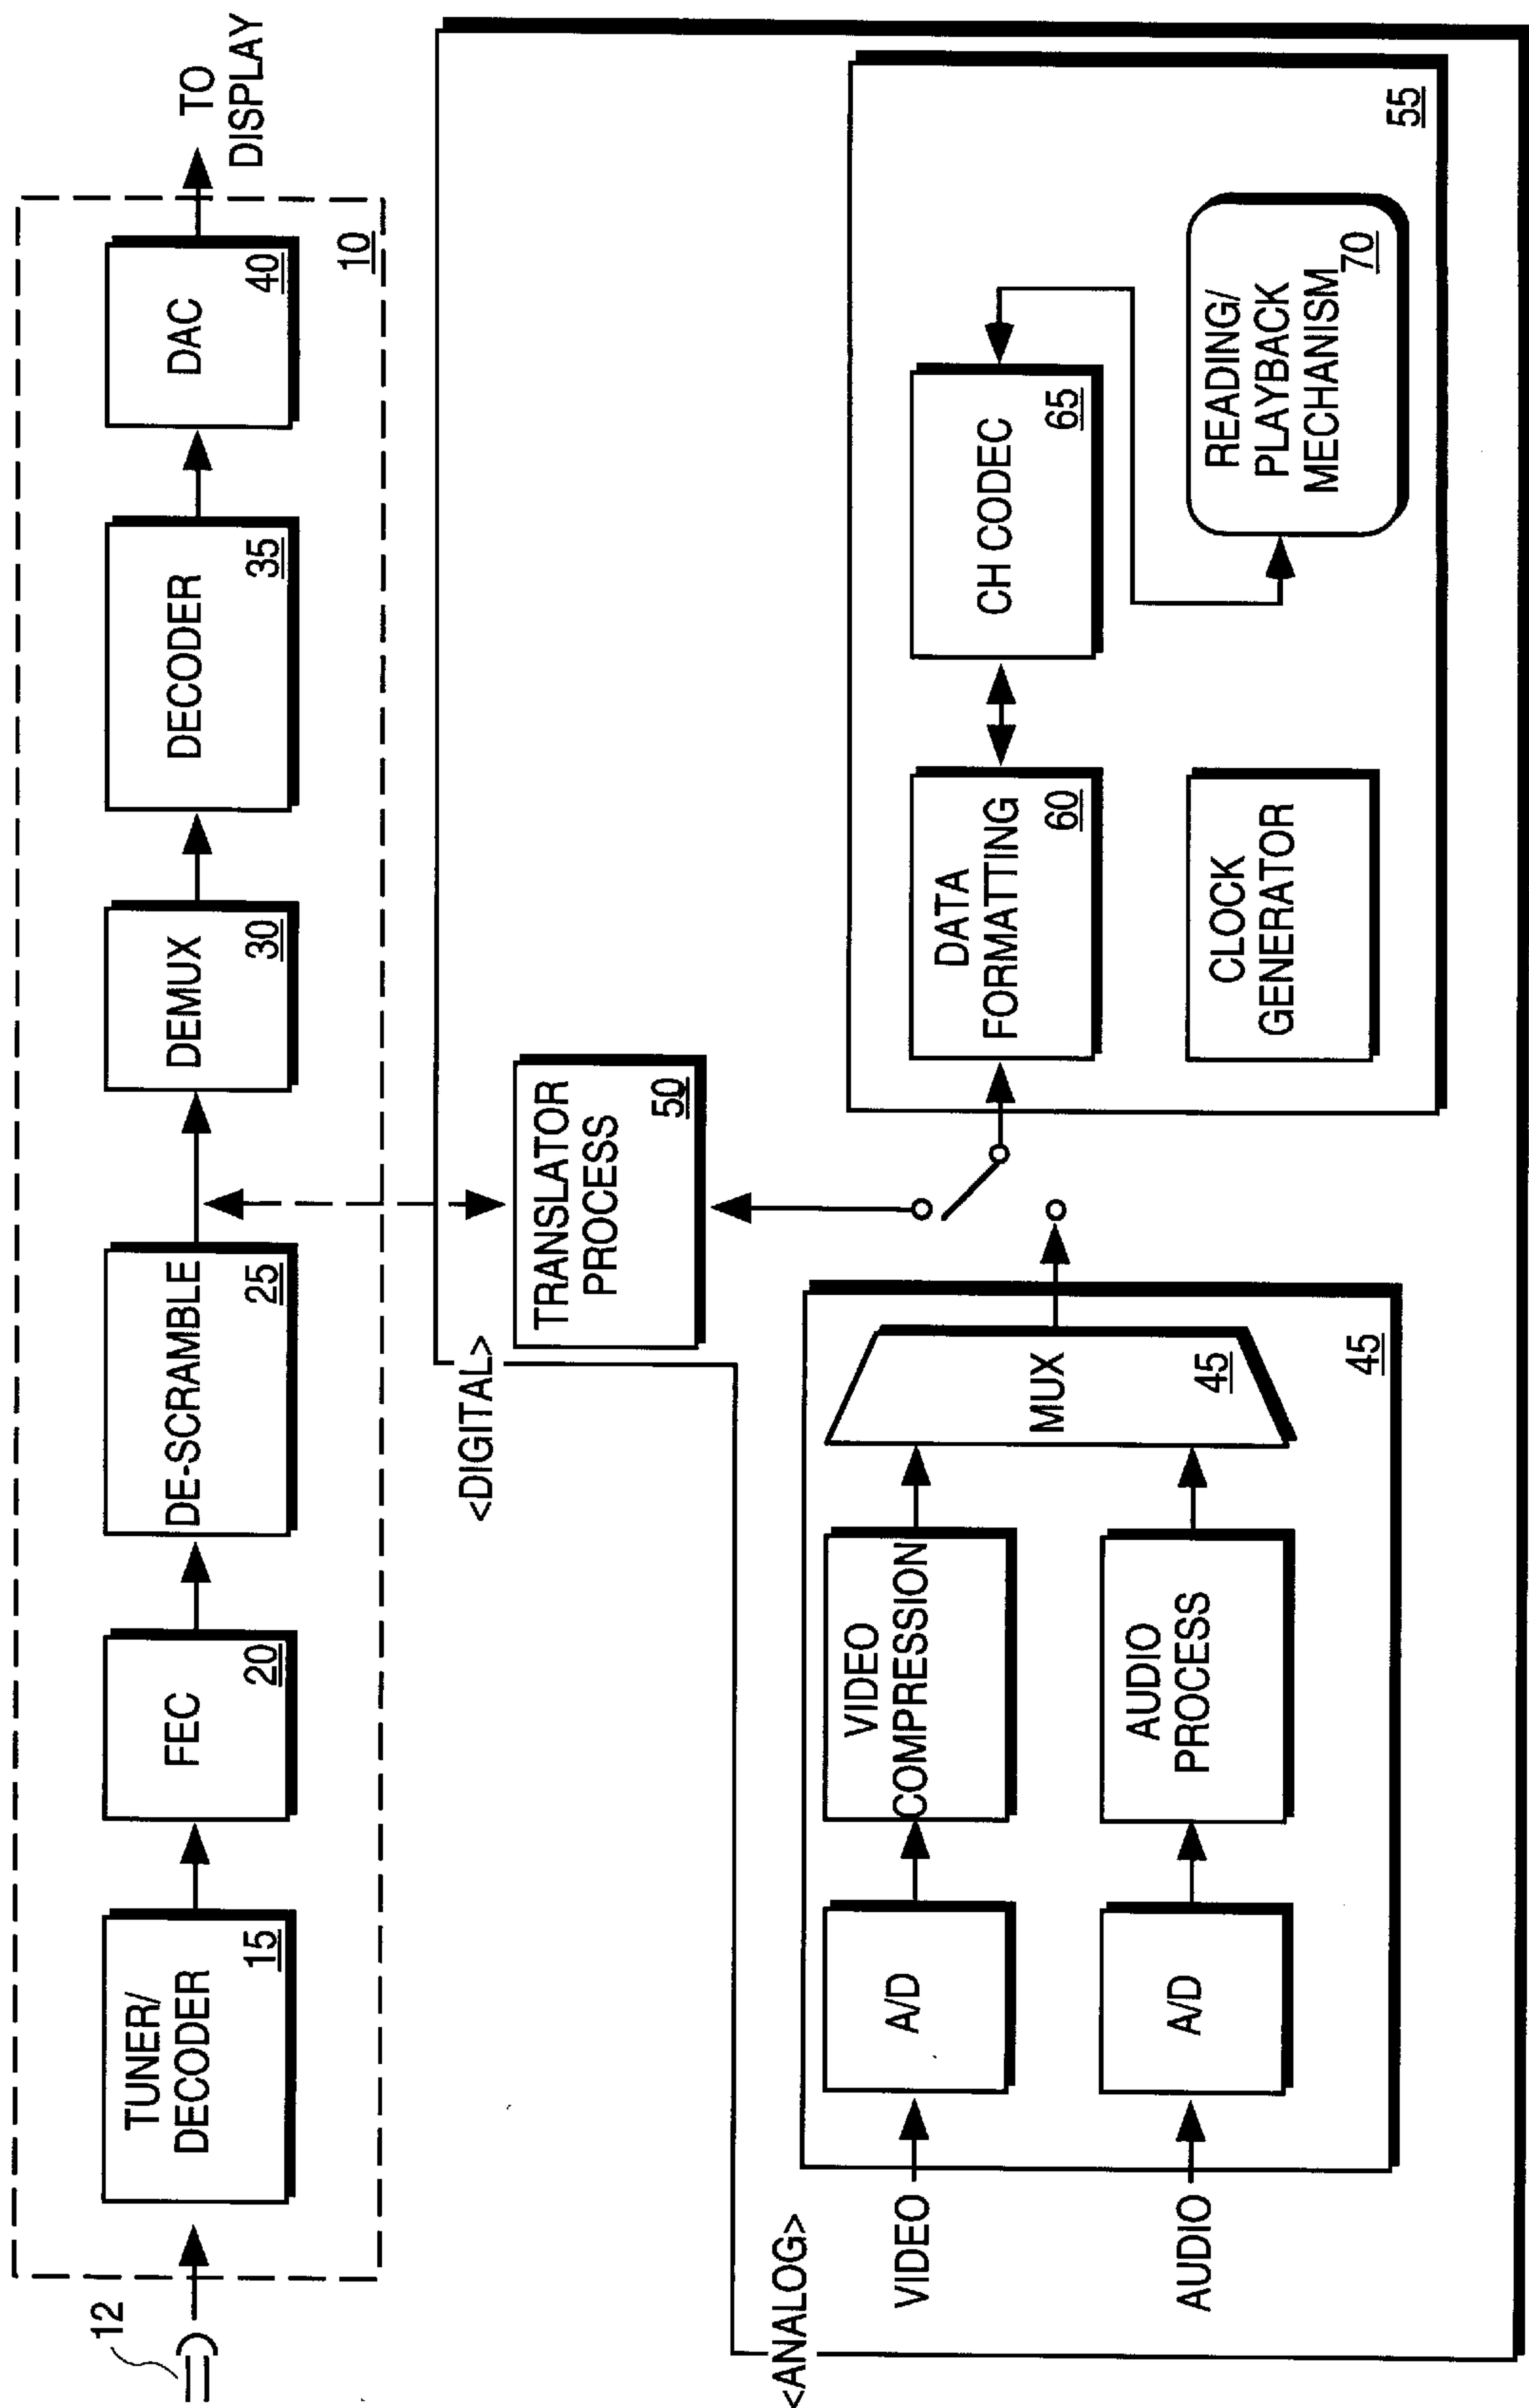 12
TUNER/
DECODER
15
FEC
20
DE-SCRAMBLE
25
DEMUX
30
DECODER
35
DAC
40
10
TO
DISPLAY
<DIGITAL>
TRANSLATOR
PROCESS
50
<ANALOG>
VIDEO
A/D
VIDEO
COMPRESSION
AUDIO
A/D
AUDIO
PROCESS
MUX
45
45
DATA
FORMATTING
60
CH CODEC
65
CLOCK
GENERATOR
READING/
PLAYBACK
MECHANISM
70
55